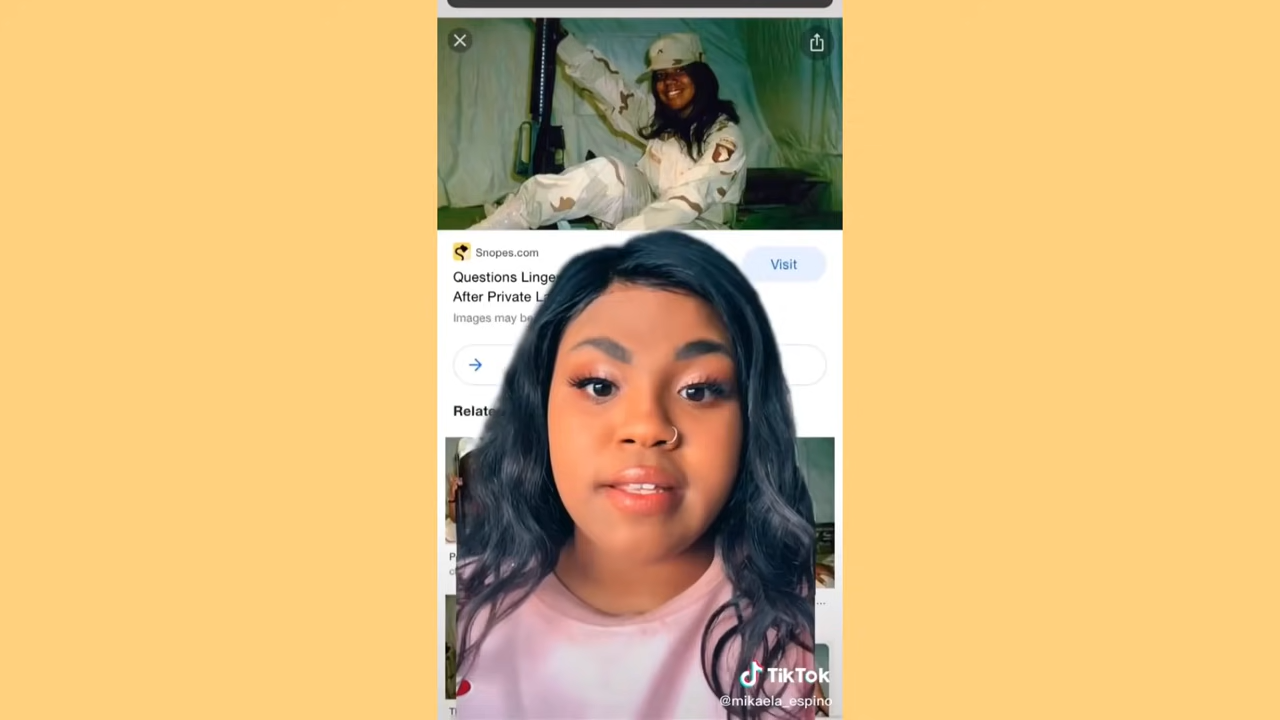 Snopes.com
Visit
Questions Linge
After Private L
Images may be
Relate
...
TikTok
@mikaela_espino